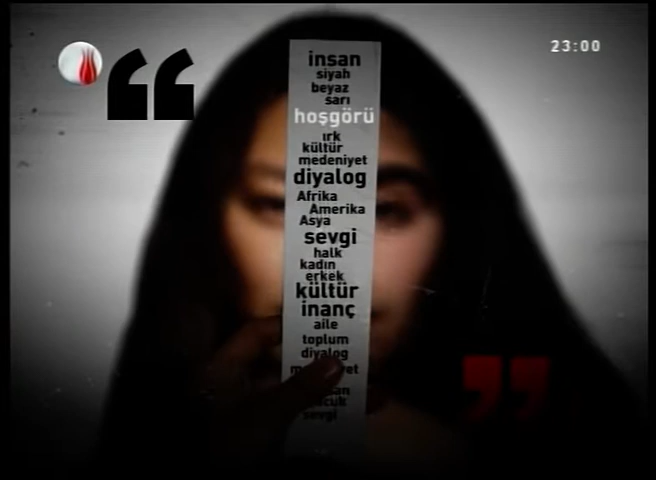 23:00
“
insan
siyah
beyaz
sarı
hoşgörü
ırk
kültür
medeniyet
diyalog
Afrika
Amerika
Asya
sevgi
halk
kadın
erkek
kültür
inanç
aile
toplum
diyalog
sevgi
”